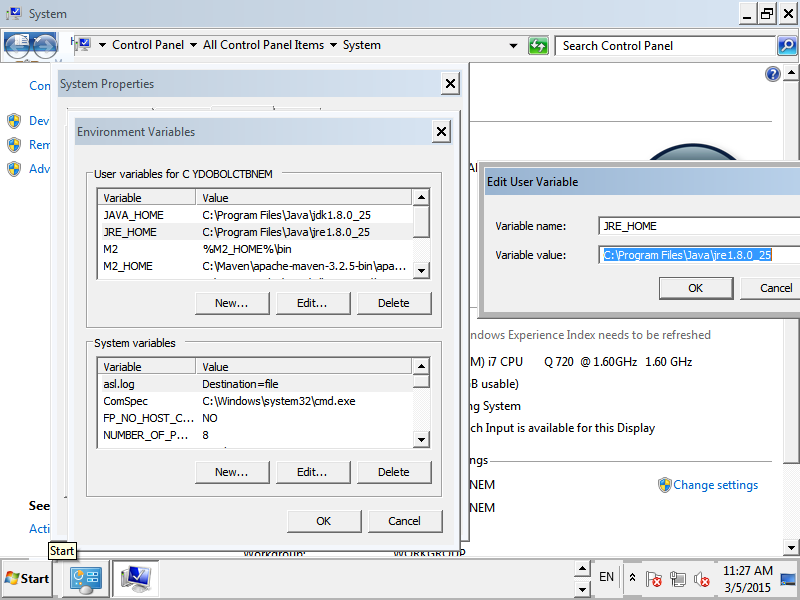 System
Control Panel
All Control Panel Items
System
Search Control Panel
Con
Dev
Rem
Adv
System Properties
Environment Variables
User variables for C YDOBOLCTBNEM
Variable Value
JAVA_HOME C:\Program Files\Java\jdk1.8.0_25
JRE_HOME C:\Program Files\Java\jre1.8.0_25
M2 %M2_HOME%\bin
M2_HOME C:\Maven\apache-maven-3.2.5-bin\apa...
New... Edit... Delete
System variables
Variable Value
asl.log Destination=file
ComSpec C:\Windows\system32\cmd.exe
FP_NO_HOST_C... NO
NUMBER_OF_P... 8
New... Edit... Delete
OK Cancel
Edit User Variable
Variable name: JRE_HOME
Variable value: C:\Program Files\Java\jre1.8.0_25
OK Cancel
ndows Experience Index needs to be refreshed
M) i7 CPU Q 720 @ 1.60GHz 1.60 GHz
B usable)
ng System
ch Input is available for this Display
ngs
NEM
Change settings
NEM
WORKGROUP
See
Acti
Start
Start
EN
11:27 AM
3/5/2015